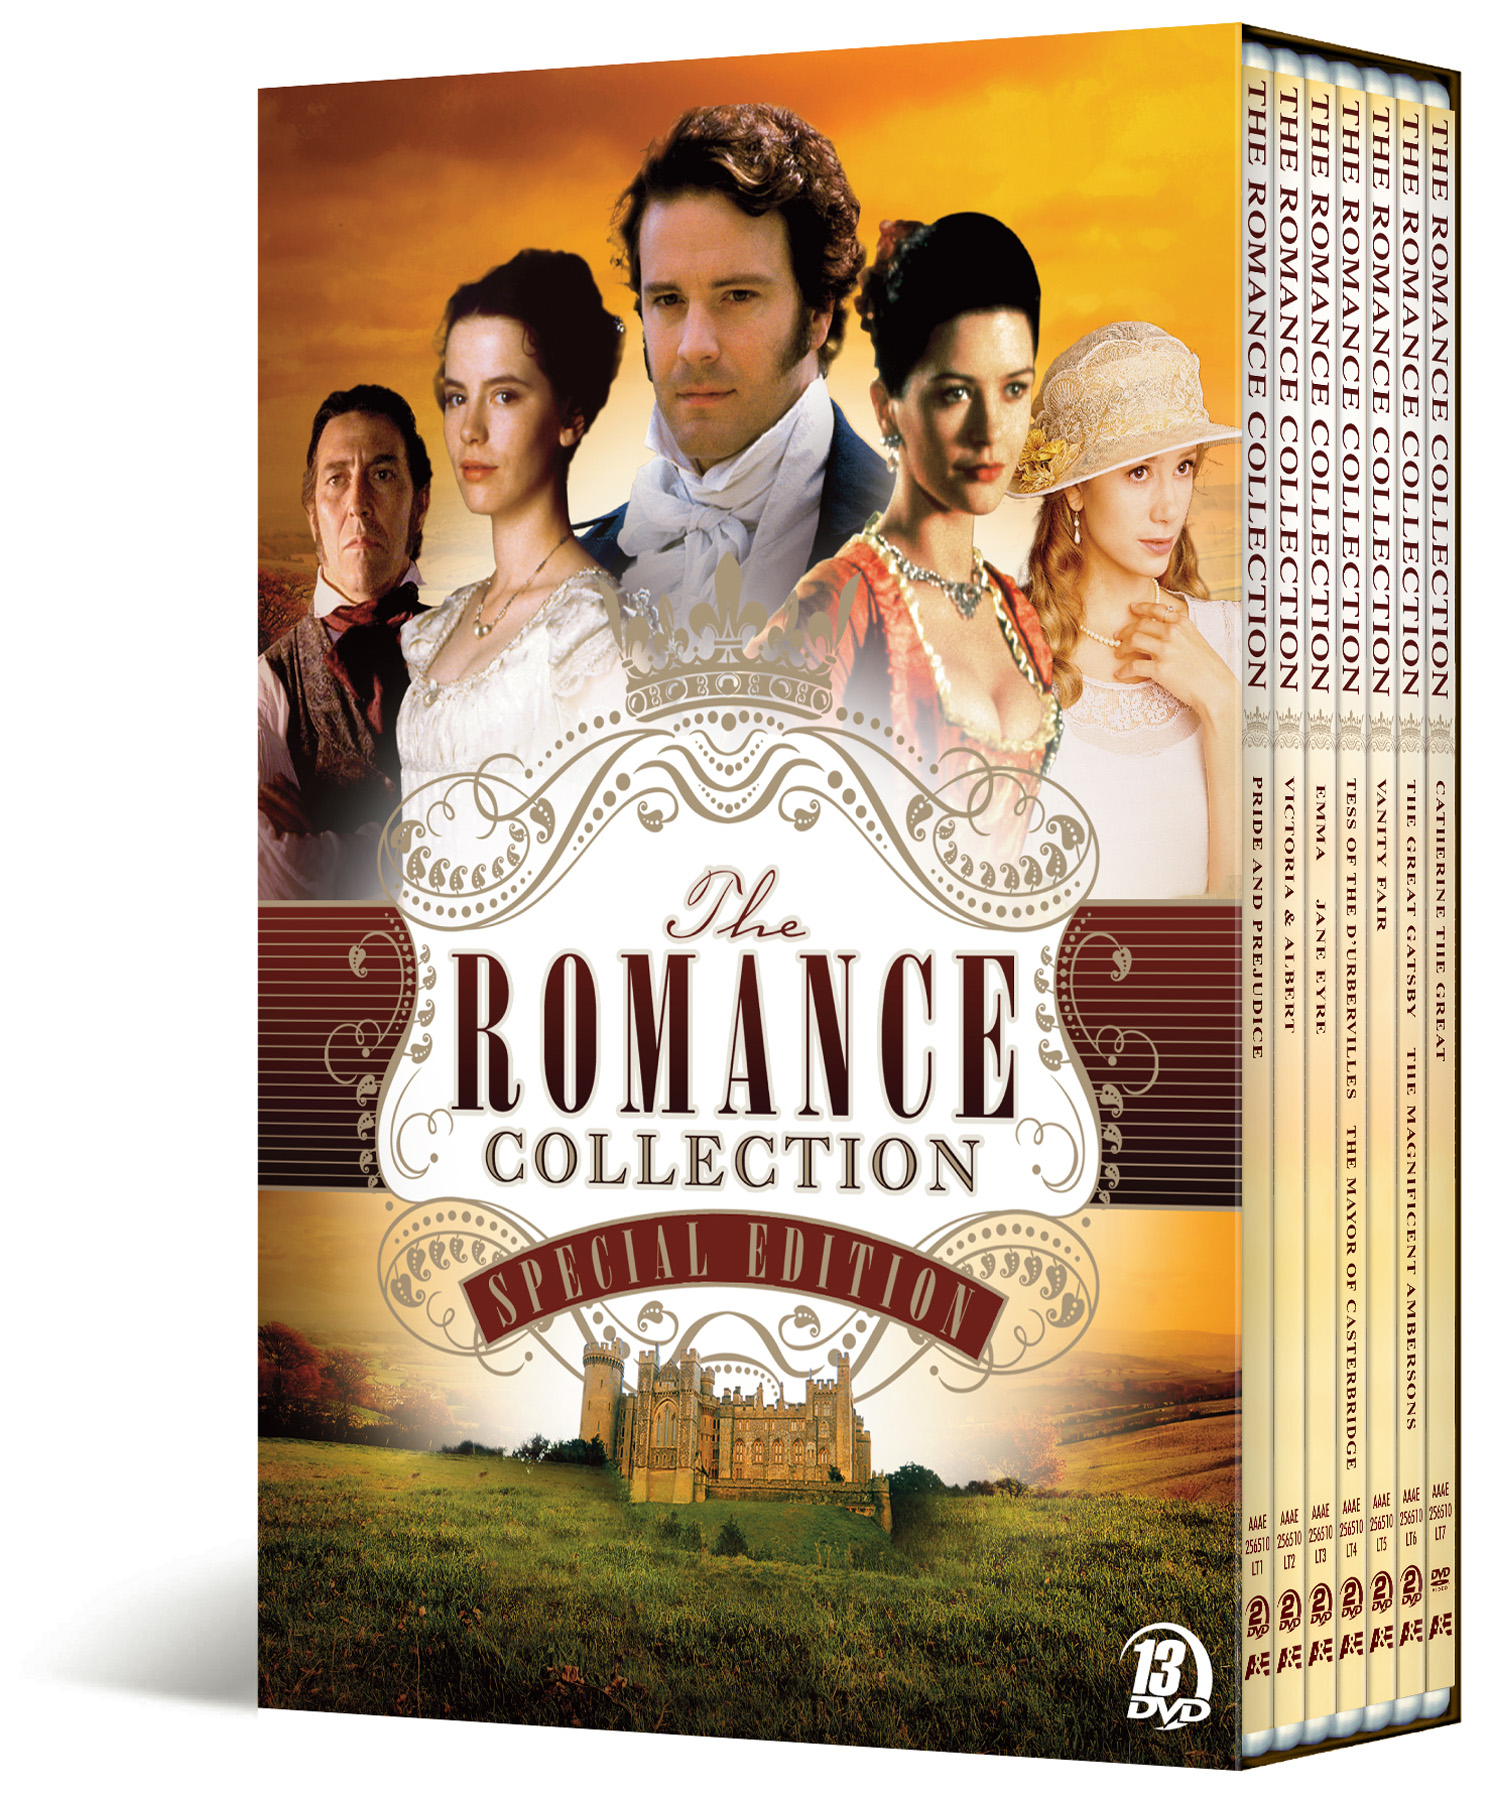 The
ROMANCE
COLLECTION
SPECIAL EDITION
13
DVD
THE ROMANCE COLLECTION
PRIDE AND PREJUDICE
AAAE
256510
LT1
2
DVD
A&E
THE ROMANCE COLLECTION
VICTORIA & ALBERT
AAAE
256510
LT2
2
DVD
A&E
THE ROMANCE COLLECTION
EMMA JANE EYRE
AAAE
256510
LT3
2
DVD
A&E
THE ROMANCE COLLECTION
TESS OF THE D'URBERVILLES THE MAYOR OF CASTERBRIDGE
AAAE
256510
LT4
2
DVD
A&E
THE ROMANCE COLLECTION
VANITY FAIR
AAAE
256510
LT5
2
DVD
A&E
THE ROMANCE COLLECTION
THE GREAT GATSBY THE MAGNIFICENT AMBERSONS
AAAE
256510
LT6
2
DVD
A&E
THE ROMANCE COLLECTION
CATHERINE THE GREAT
AAAE
256510
LT7
DVD
VIDEO
A&E